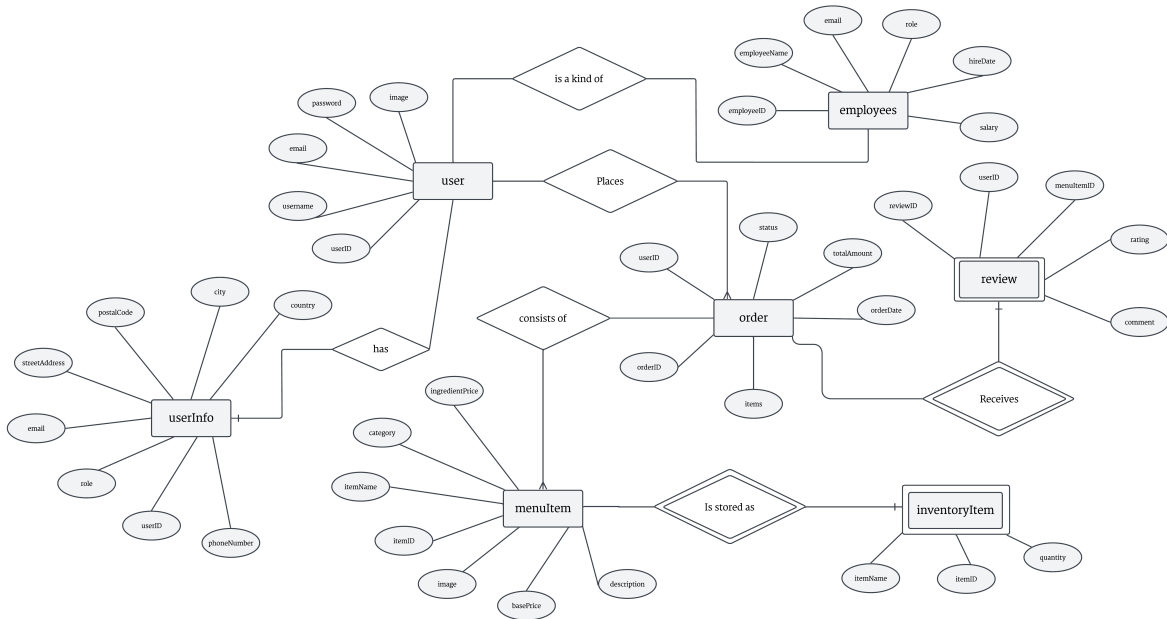 email
role
employeeName
hireDate
is a kind of
image
password
employeeID
employees
salary
email
user
Places
userID
menuItemID
username
reviewID
userID
status
rating
userID
totalAmount
review
city
country
postalCode
order
orderDate
consists of
comment
has
streetAddress
orderID
ingredientPrice
items
Receives
userInfo
email
category
role
itemName
menuItem
Is stored as
inventoryItem
userID
phoneNumber
itemID
quantity
image
description
itemName
itemID
basePrice